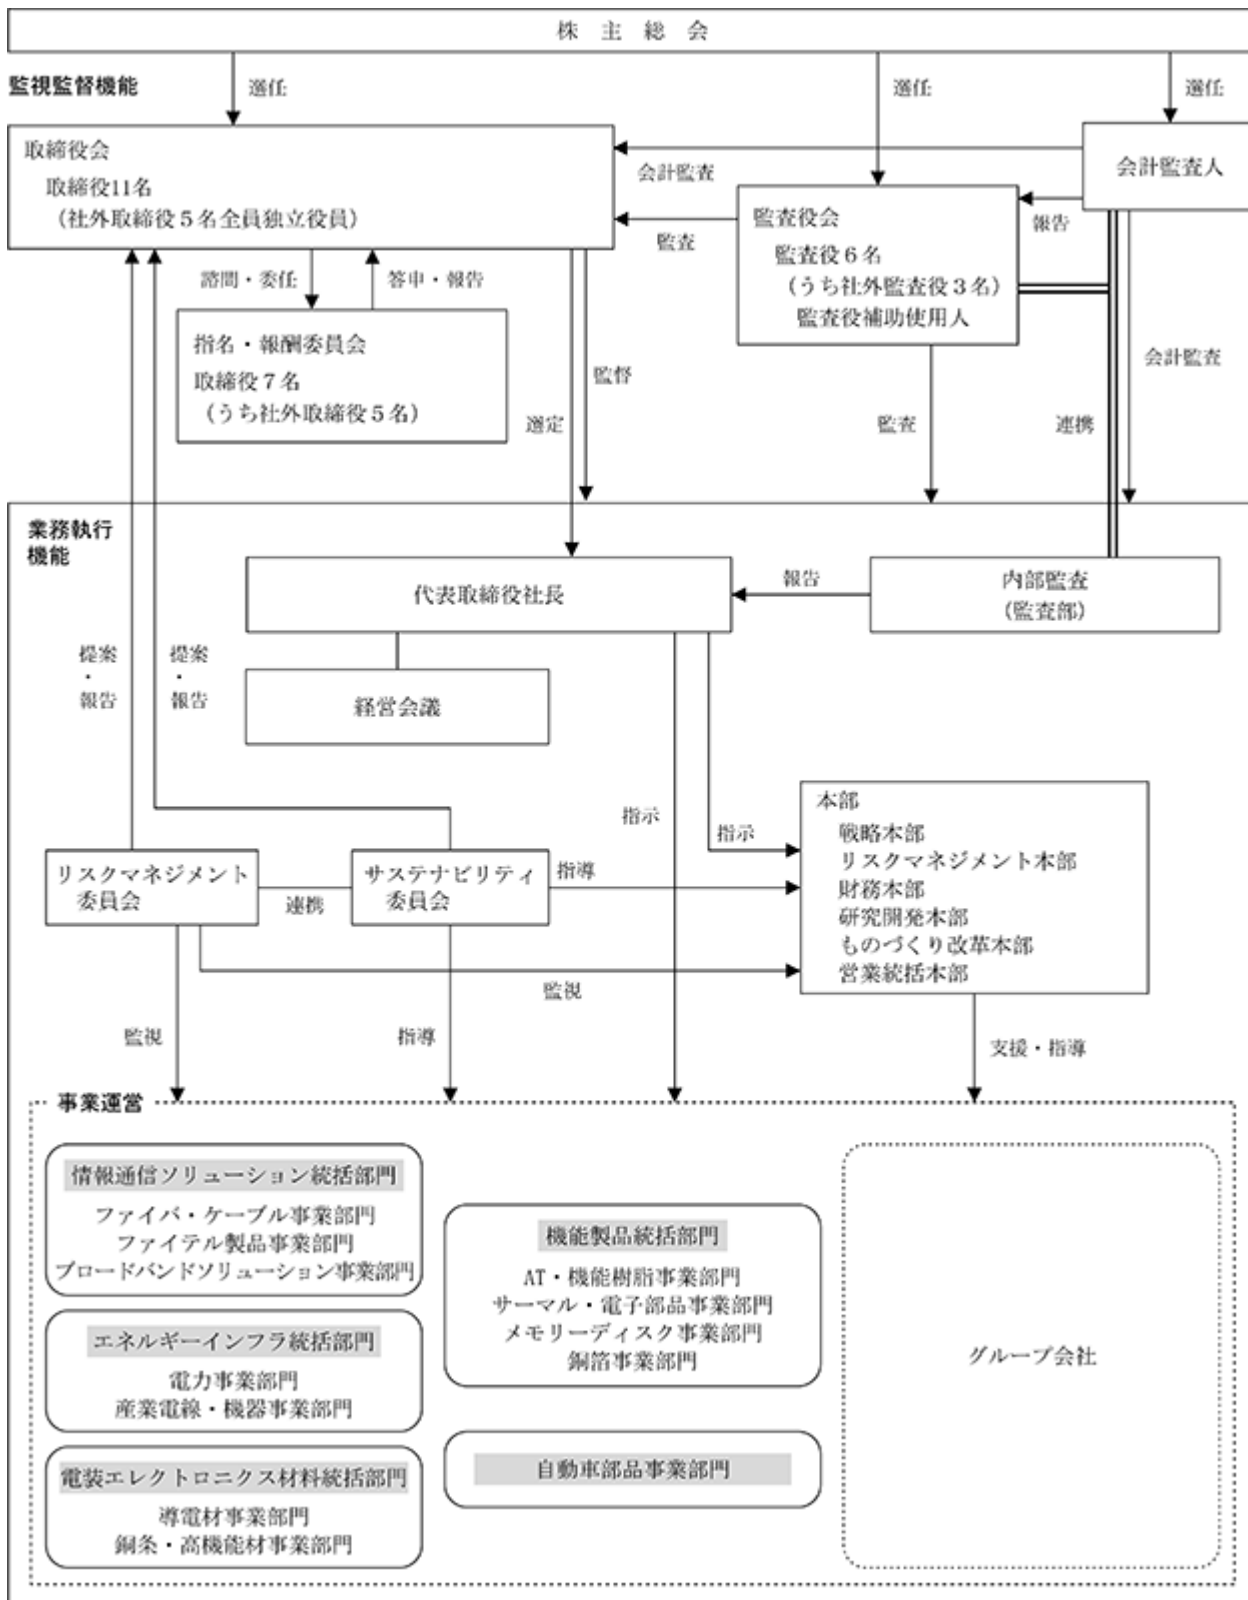 株主総会
監視監督機能
選任
選任
選任
取締役会
取締役11名
（社外取締役５名全員独立役員）
会計監査
会計監査人
監査
監査役会
監査役６名
（うち社外監査役３名）
監査役補助使用人
報告
諮問・委任
答申・報告
指名・報酬委員会
取締役７名
（うち社外取締役５名）
監督
選定
監査
連携
会計監査
業務執行
機能
代表取締役社長
報告
内部監査
(監査部)
提案
・
報告
提案
・
報告
経営会議
指示
指示
本部
戦略本部
リスクマネジメント本部
財務本部
研究開発本部
ものづくり改革本部
営業統括本部
リスクマネジメント
委員会
連携
サステナビリティ
委員会
指導
監視
監視
指導
支援・指導
事業運営
情報通信ソリューション統括部門
ファイバ・ケーブル事業部門
ファイテル製品事業部門
ブロードバンドソリューション事業部門
エネルギーインフラ統括部門
電力事業部門
産業電線・機器事業部門
電装エレクトロニクス材料統括部門
導電材事業部門
銅条・高機能材事業部門
機能製品統括部門
AT・機能樹脂事業部門
サーマル・電子部品事業部門
メモリーディスク事業部門
銅箔事業部門
自動車部品事業部門
グループ会社